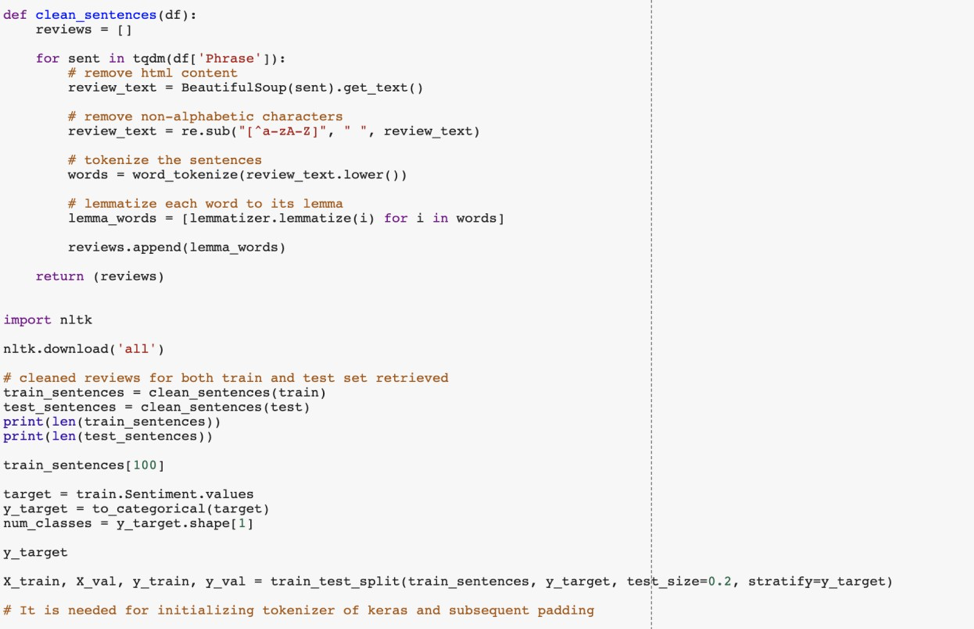 def clean_sentences(df):
    reviews = []
    for sent in tqdm(df['Phrase']):
        # remove html content
        review_text = BeautifulSoup(sent).get_text()
        # remove non-alphabetic characters
        review_text = re.sub("[^a-zA-Z]", " ", review_text)
        # tokenize the sentences
        words = word_tokenize(review_text.lower())
        # lemmatize each word to its lemma
        lemma_words = [lemmatizer.lemmatize(i) for i in words]
        reviews.append(lemma_words)
    return (reviews)
import nltk
nltk.download('all')
# cleaned reviews for both train and test set retrieved
train_sentences = clean_sentences(train)
test_sentences = clean_sentences(test)
print(len(train_sentences))
print(len(test_sentences))
train_sentences[100]
target = train.Sentiment.values
y_target = to_categorical(target)
num_classes = y_target.shape[1]
y_target
X_train, X_val, y_train, y_val = train_test_split(train_sentences, y_target, test_size=0.2, stratify=y_target)
# It is needed for initializing tokenizer of keras and subsequent padding